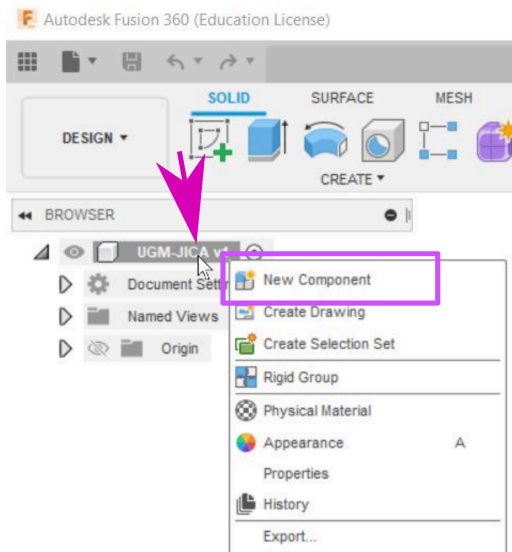 Autodesk Fusion 360 (Education License)
SOLID SURFACE MESH
DESIGN
CREATE
BROWSER
UGM-JICA v1
New Component
Document Sett
Create Drawing
Named Views
Create Selection Set
Origin
Rigid Group
Physical Material
Appearance A
Properties
History
Export...